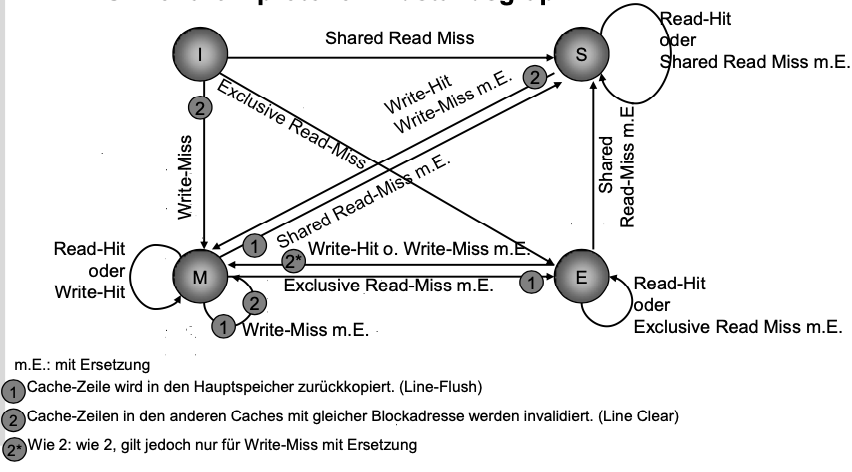 Shared Read Miss
Read-Hit
oder
Shared Read Miss m.E.
I
S
2
2
Write-Hit
Write-Miss m.E.
Exclusive Read-Miss
Write-Miss
Shared Read-Miss m.E.
Shared
Read-Miss m.E
Read-Hit
oder
Write-Hit
1
2*
Write-Hit o. Write-Miss m.E.
M
E
Exclusive Read-Miss m.E.
1
2
1
Write-Miss m.E.
Read-Hit
oder
Exclusive Read Miss m.E.
m.E.: mit Ersetzung
1 Cache-Zeile wird in den Hauptspeicher zurückkopiert. (Line-Flush)
2 Cache-Zeilen in den anderen Caches mit gleicher Blockadresse werden invalidiert. (Line Clear)
2* Wie 2: wie 2, gilt jedoch nur für Write-Miss mit Ersetzung